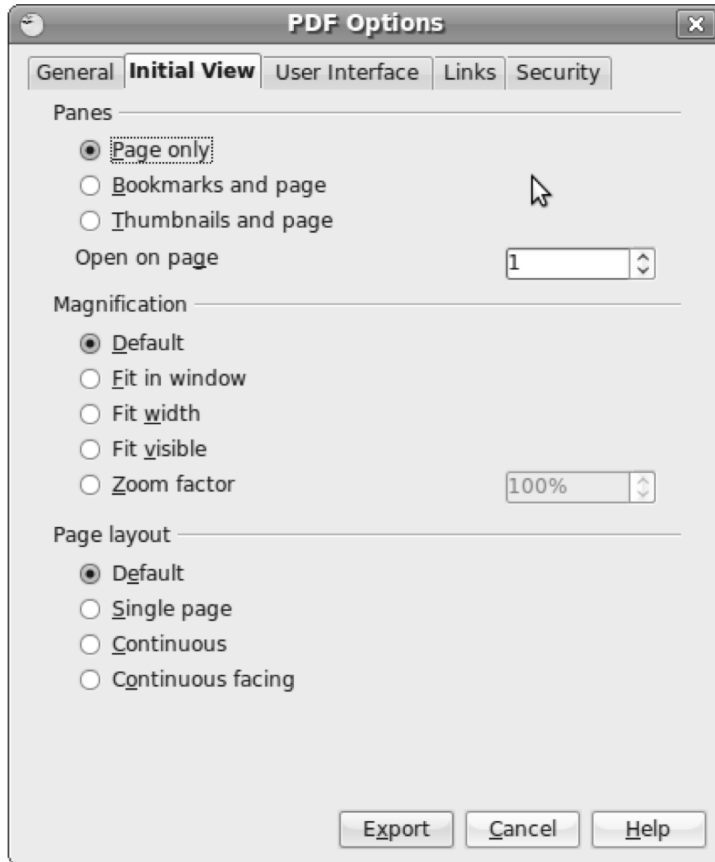 PDF Options
General Initial View User Interface Links Security
Panes
Page only
Bookmarks and page
Thumbnails and page
Open on page 1
Magnification
Default
Fit in window
Fit width
Fit visible
Zoom factor 100%
Page layout
Default
Single page
Continuous
Continuous facing
Export Cancel Help